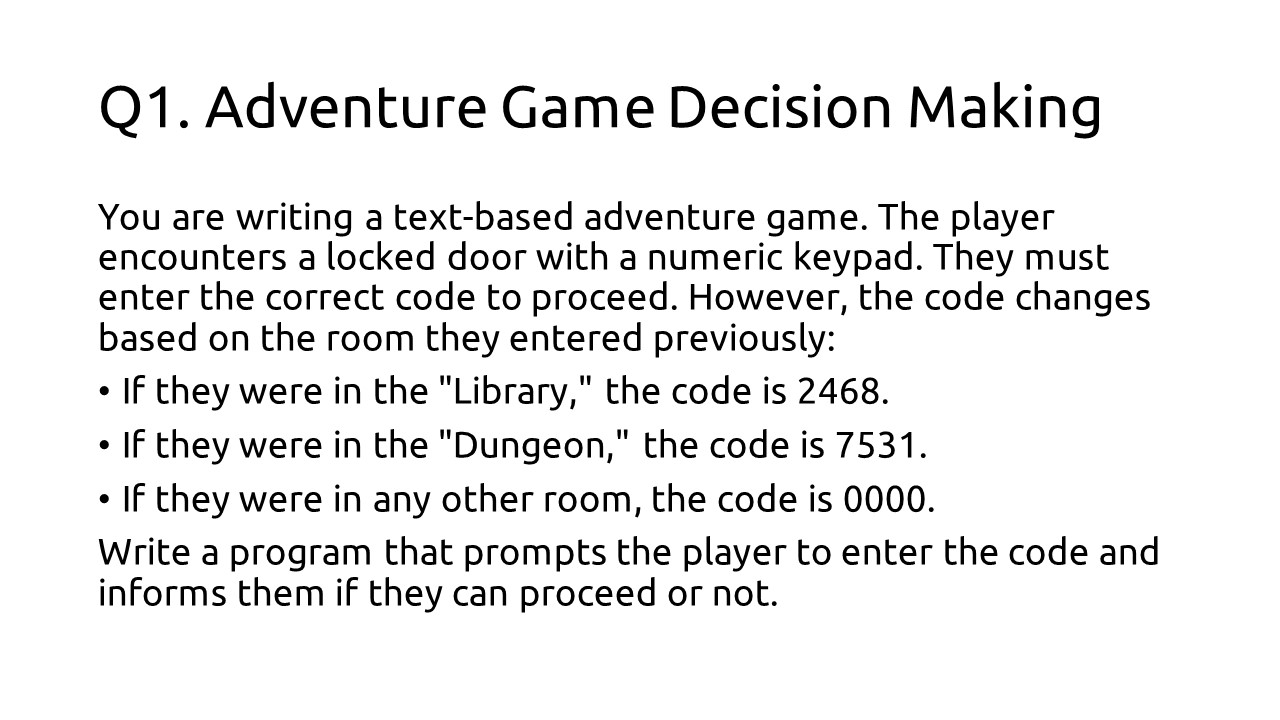 Q1. Adventure Game Decision Making
You are writing a text-based adventure game. The player
encounters a locked door with a numeric keypad. They must
enter the correct code to proceed. However, the code changes
based on the room they entered previously:
• If they were in the "Library," the code is 2468.
• If they were in the "Dungeon," the code is 7531.
• If they were in any other room, the code is 0000.
Write a program that prompts the player to enter the code and
informs them if they can proceed or not.